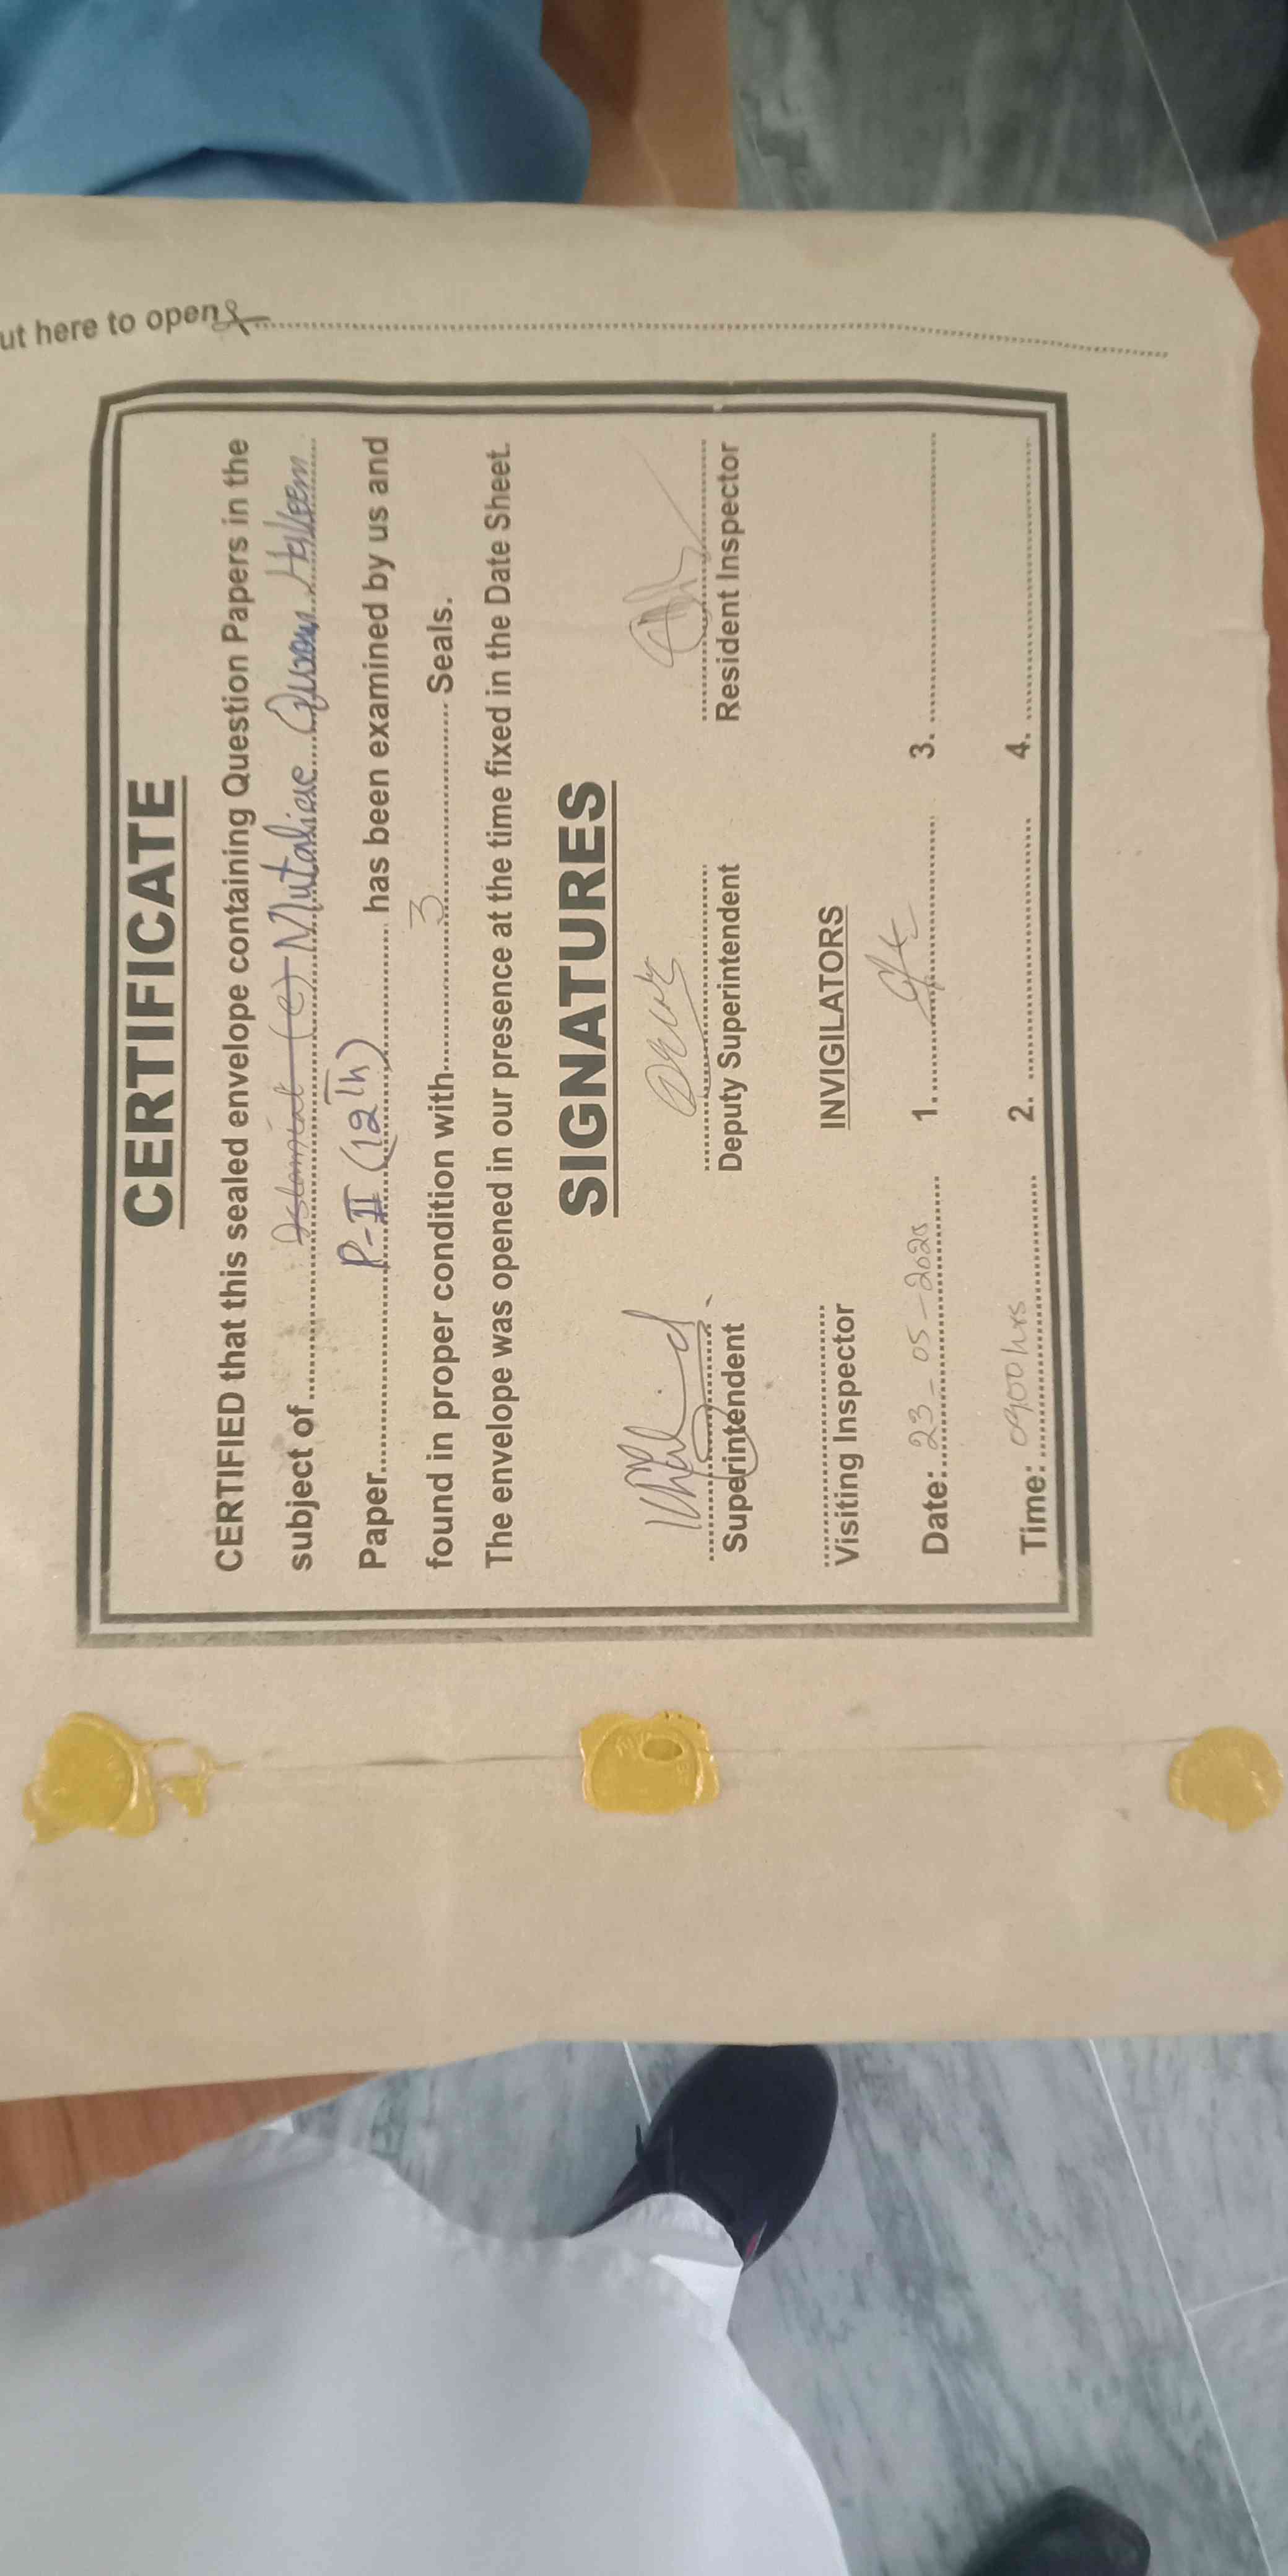 ut here to open
CERTIFICATE
CERTIFIED that this sealed envelope containing Question Papers in the
subject of Islamiat (e) Mutaliae Quran Hakeem
Paper P-II (12th) has been examined by us and
found in proper condition with 3 Seals.
The envelope was opened in our presence at the time fixed in the Date Sheet.
SIGNATURES
Superintendent Deputy Superintendent Resident Inspector
Visiting Inspector INVIGILATORS
Date: 23-05-2025 1. 3.
Time: 0900 hrs 2. 4.